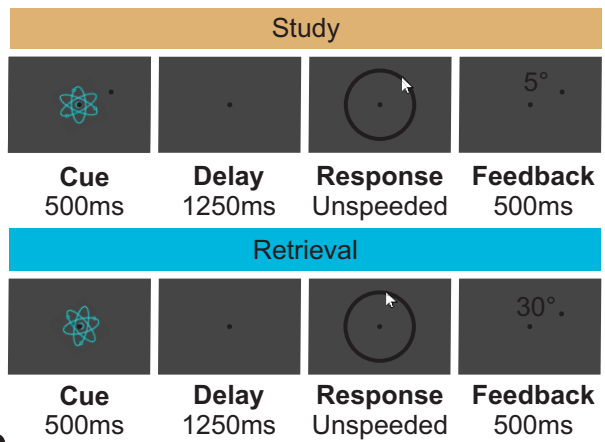 Study
5°
Cue Delay Response Feedback
500ms 1250ms Unspeeded 500ms
Retrieval
30°
Cue Delay Response Feedback
500ms 1250ms Unspeeded 500ms